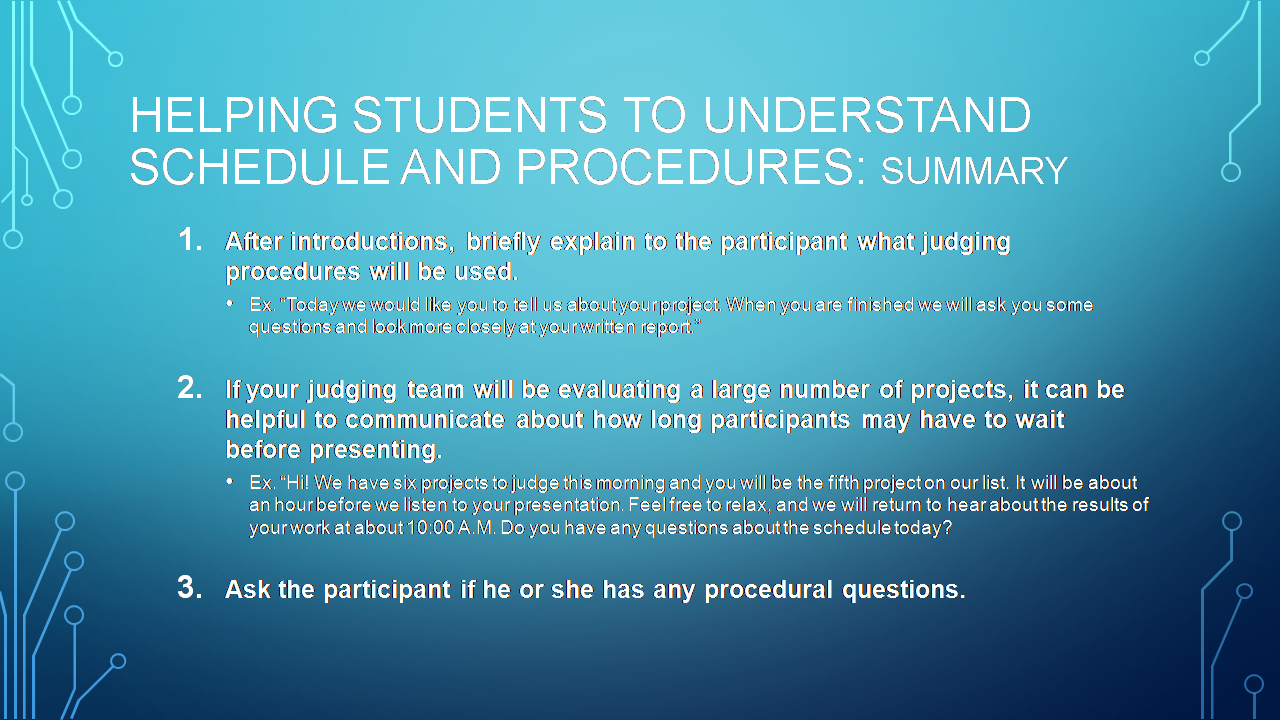 HELPING STUDENTS TO UNDERSTAND
SCHEDULE AND PROCEDURES: SUMMARY
1. After introductions, briefly explain to the participant what judging
procedures will be used.
• Ex. “Today we would like you to tell us about your project. When you are finished we will ask you some
questions and look more closely at your written report.”
2. If your judging team will be evaluating a large number of projects, it can be
helpful to communicate about how long participants may have to wait
before presenting.
• Ex. “Hi! We have six projects to judge this morning and you will be the fifth project on our list. It will be about
an hour before we listen to your presentation. Feel free to relax, and we will return to hear about the results of
your work at about 10:00 A.M. Do you have any questions about the schedule today?
3. Ask the participant if he or she has any procedural questions.